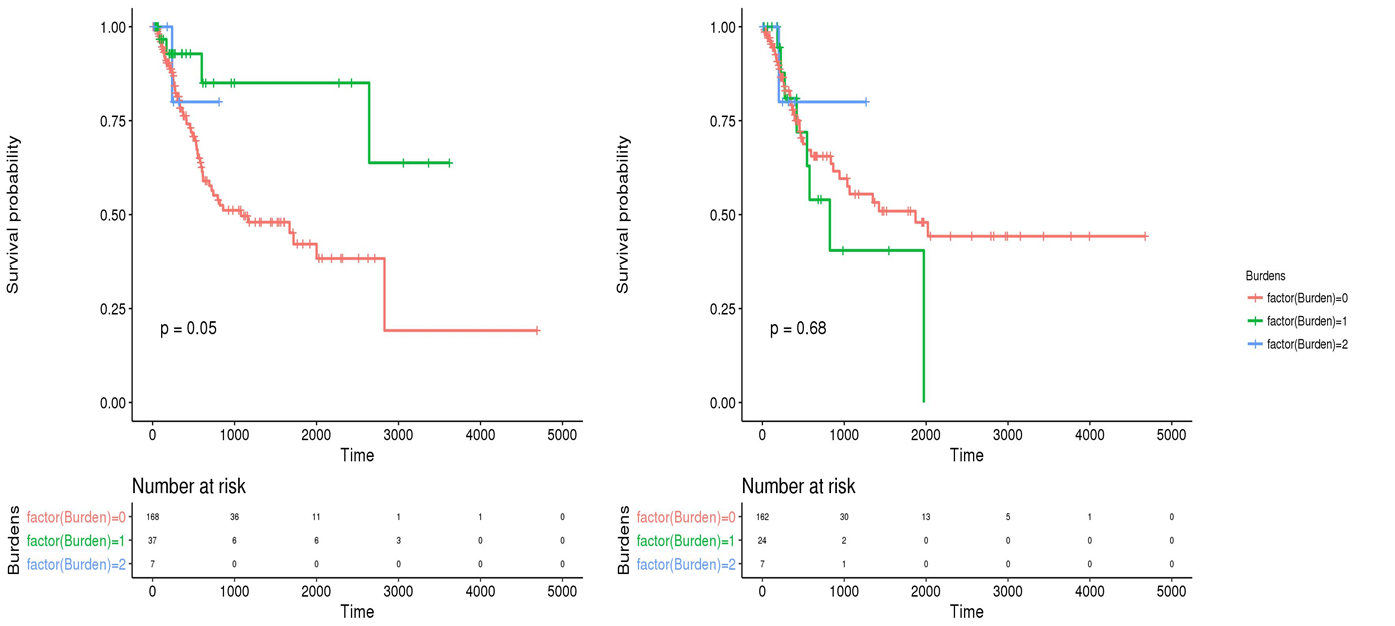 Survival probability
1.00
0.75
0.50
0.25
0.00
p = 0.05
0 1000 2000 3000 4000 5000
Time
Number at risk
Burdens
factor(Burden)=0 168 36 11 1 1 0
factor(Burden)=1 37 6 6 3 0 0
factor(Burden)=2 7 0 0 0 0 0
0 1000 2000 3000 4000 5000
Time
Survival probability
1.00
0.75
0.50
0.25
0.00
p = 0.68
0 1000 2000 3000 4000 5000
Time
Number at risk
Burdens
factor(Burden)=0 162 30 13 5 1 0
factor(Burden)=1 24 2 0 0 0 0
factor(Burden)=2 7 1 0 0 0 0
0 1000 2000 3000 4000 5000
Time
Burdens
factor(Burden)=0
factor(Burden)=1
factor(Burden)=2